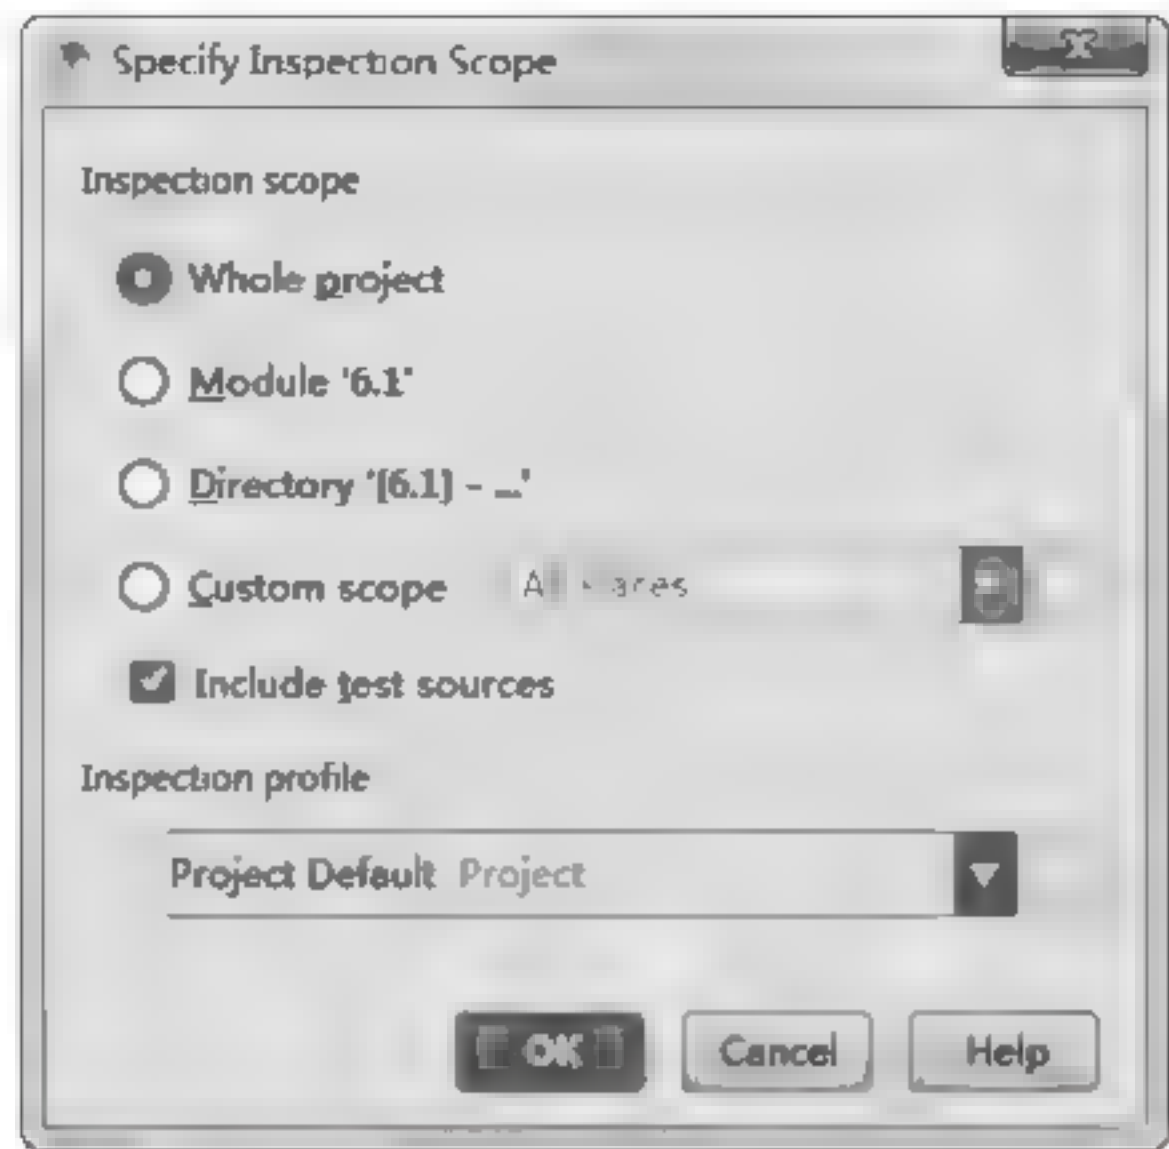 Specify Inspection Scope
Inspection scope
Whole project
Module '6.1'
Directory '[6.1] - ...'
Custom scope All
Include test sources
Inspection profile
Project Default Project
OK Cancel Help